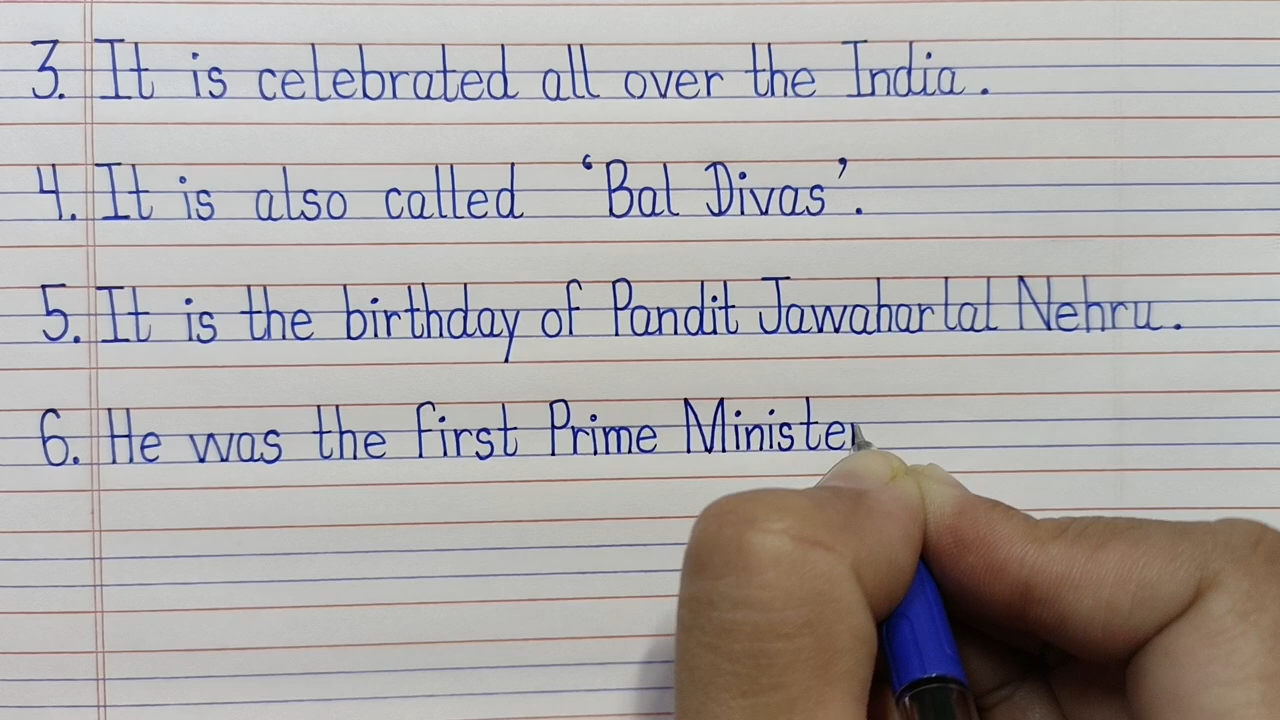 3. It is celebrated all over the India.
4. It is also called ‘Bal Divas’.
5. It is the birthday of Pandit Jawaharlal Nehru.
6. He was the first Prime Minister